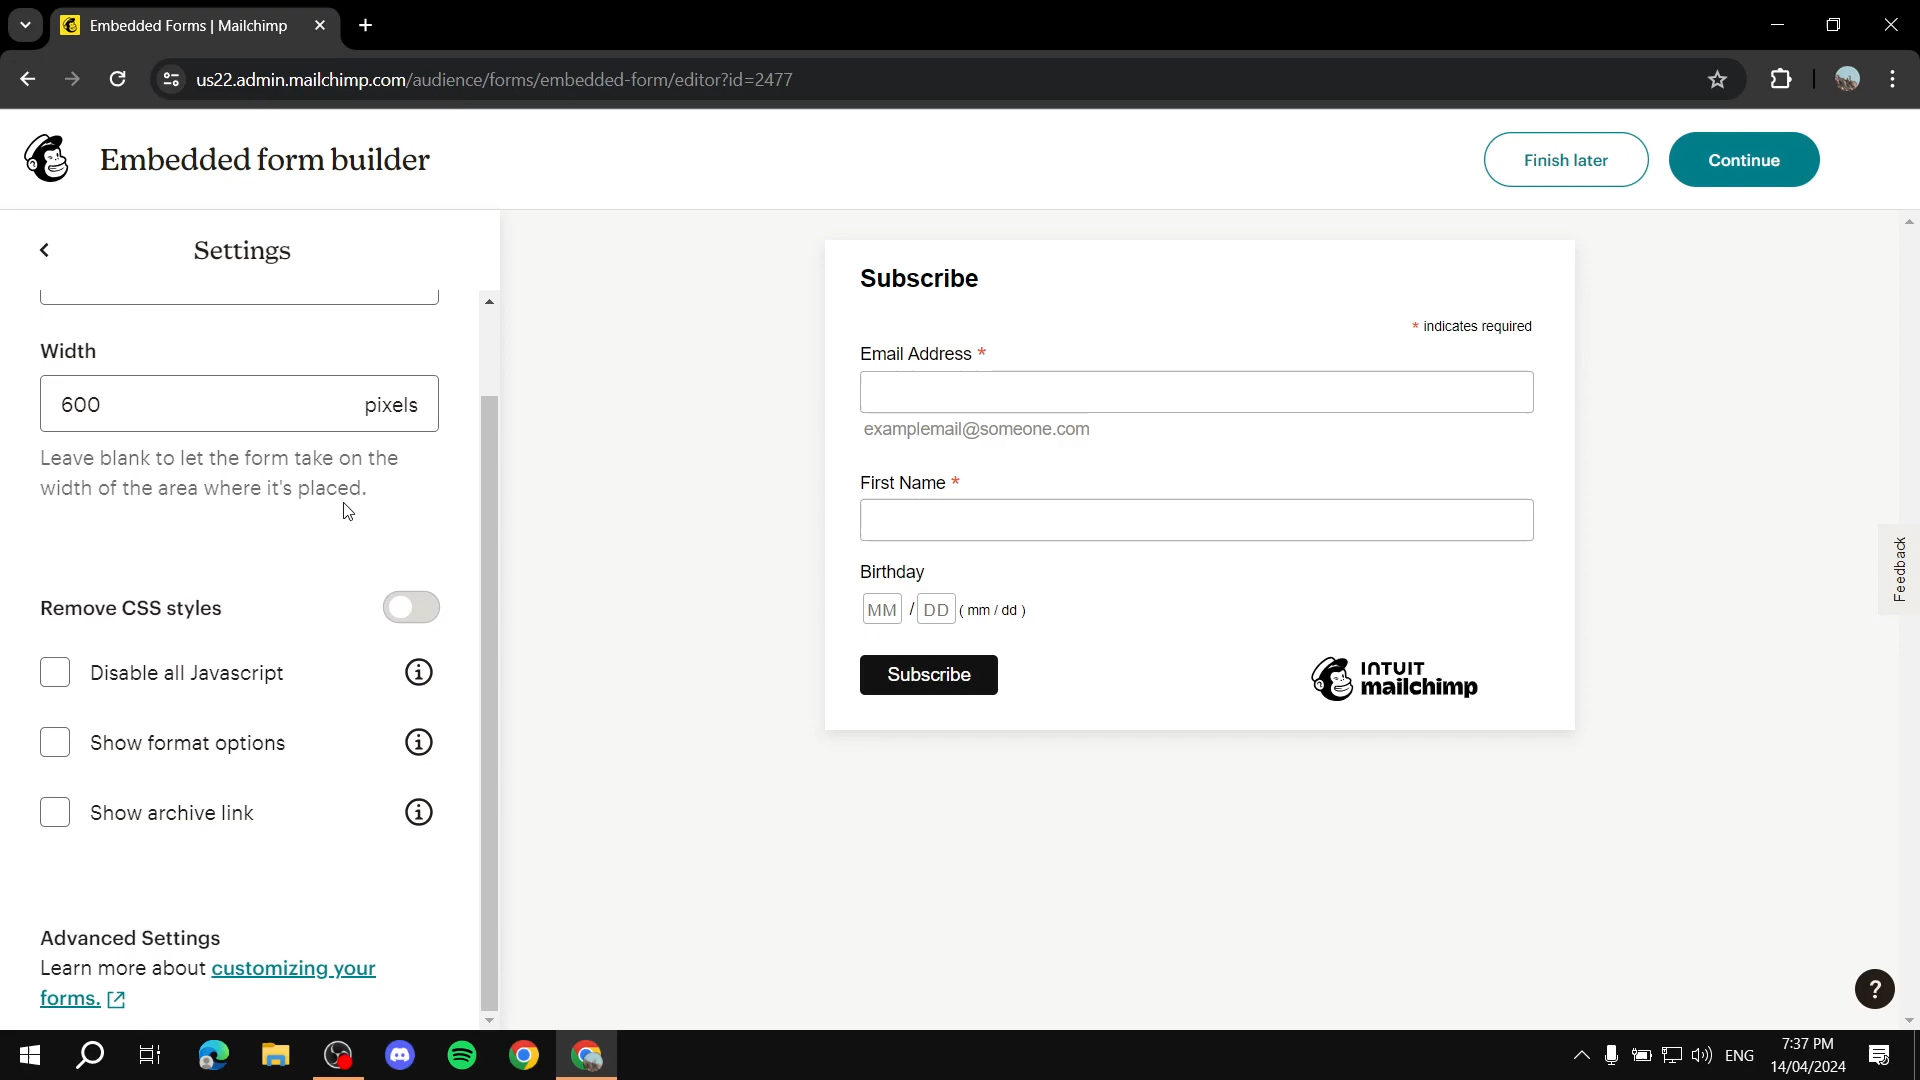 Embedded Forms | Mailchimp
us22.admin.mailchimp.com/audience/forms/embedded-form/editor?id=2477
Embedded form builder
Finish later
Continue
Settings
Width
600 pixels
Leave blank to let the form take on the
width of the area where it's placed.
Remove CSS styles
Disable all Javascript
Show format options
Show archive link
Advanced Settings
Learn more about customizing your
forms.
Subscribe
* indicates required
Email Address *
examplemail@someone.com
First Name *
Birthday
MM / DD ( mm / dd )
Subscribe
INTUIT
mailchimp
Feedback
?
ENG
7:37 PM
14/04/2024